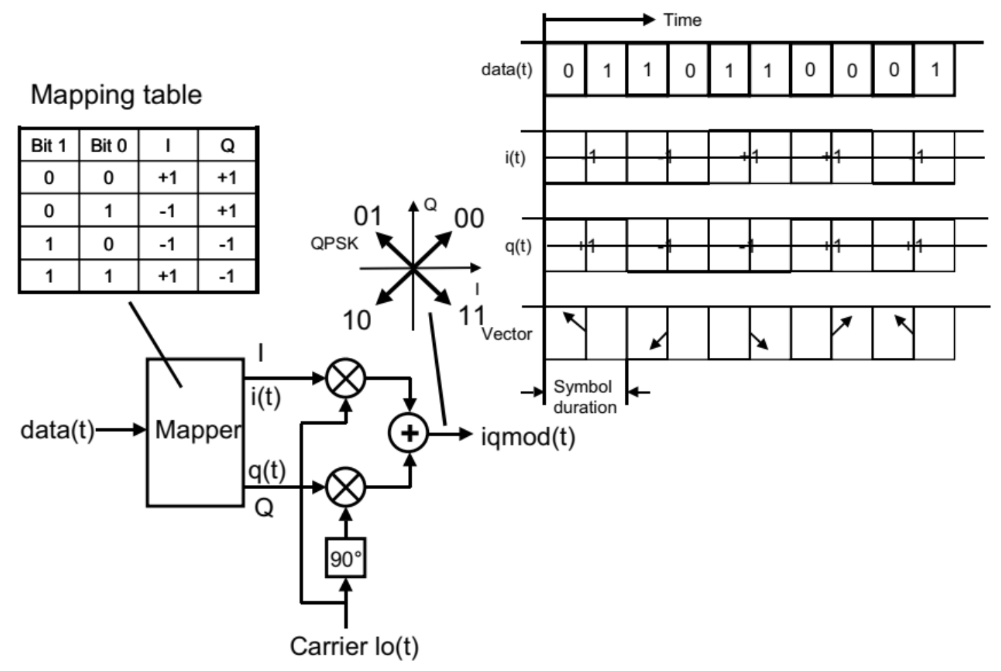 Time
data(t) 0 1 1 0 1 1 0 0 0 1
Mapping table
Bit 1 Bit 0 I Q
0 0 +1 +1
0 1 -1 +1
1 0 -1 -1
1 1 +1 -1
i(t) -1 -1 +1 +1 -1
q(t) +1 -1 -1 +1 +1
Q
01 00
QPSK
I
10 11
Vector
Symbol
duration
I
i(t)
data(t) Mapper
+
iqmod(t)
q(t)
Q
90°
Carrier lo(t)